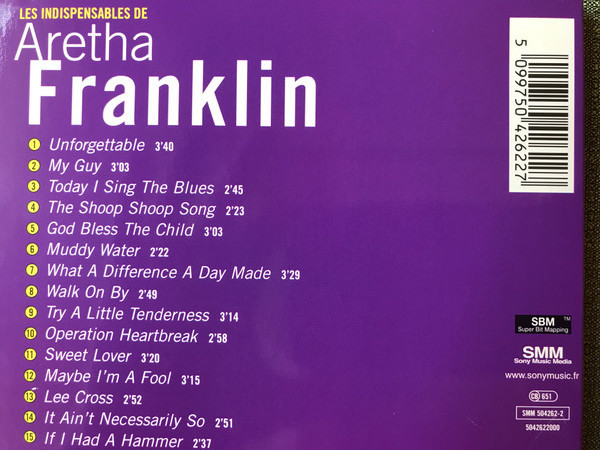 LES INDISPENSABLES DE
Aretha
Franklin
1 Unforgettable 3'40
2 My Guy 3'03
3 Today I Sing The Blues 2'45
4 The Shoop Shoop Song 2'23
5 God Bless The Child 3'03
6 Muddy Water 2'22
7 What A Difference A Day Made 3'29
8 Walk On By 2'49
9 Try A Little Tenderness 3'14
10 Operation Heartbreak 2'58
11 Sweet Lover 3'20
12 Maybe I'm A Fool 3'15
13 Lee Cross 2'52
14 It Ain't Necessarily So 2'51
15 If I Had A Hammer 2'37
5 099750 426227
SBM TM
Super Bit Mapping
SMM
Sony Music Media
www.sonymusic.fr
CB 651
SMM 504262-2
5042622000